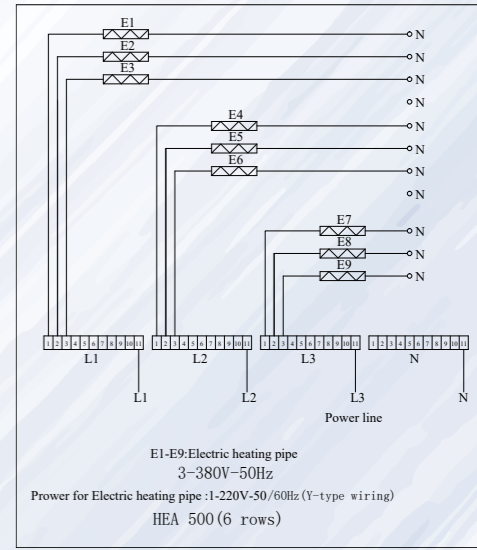 E1
N
E2
N
E3
N
N
E4
N
E5
N
E6
N
N
E7
N
E8
N
E9
N
1 2 3 4 5 6 7 8 9 10 11
1 2 3 4 5 6 7 8 9 10 11
1 2 3 4 5 6 7 8 9 10 11
1 2 3 4 5 6 7 8 9 10 11
L1 L2 L3 N
L1 L2 L3 N
Power line
E1-E9:Electric heating pipe
3-380V-50Hz
Prower for Electric heating pipe :1-220V-50/60Hz(Y-type wiring)
HEA 500(6 rows)